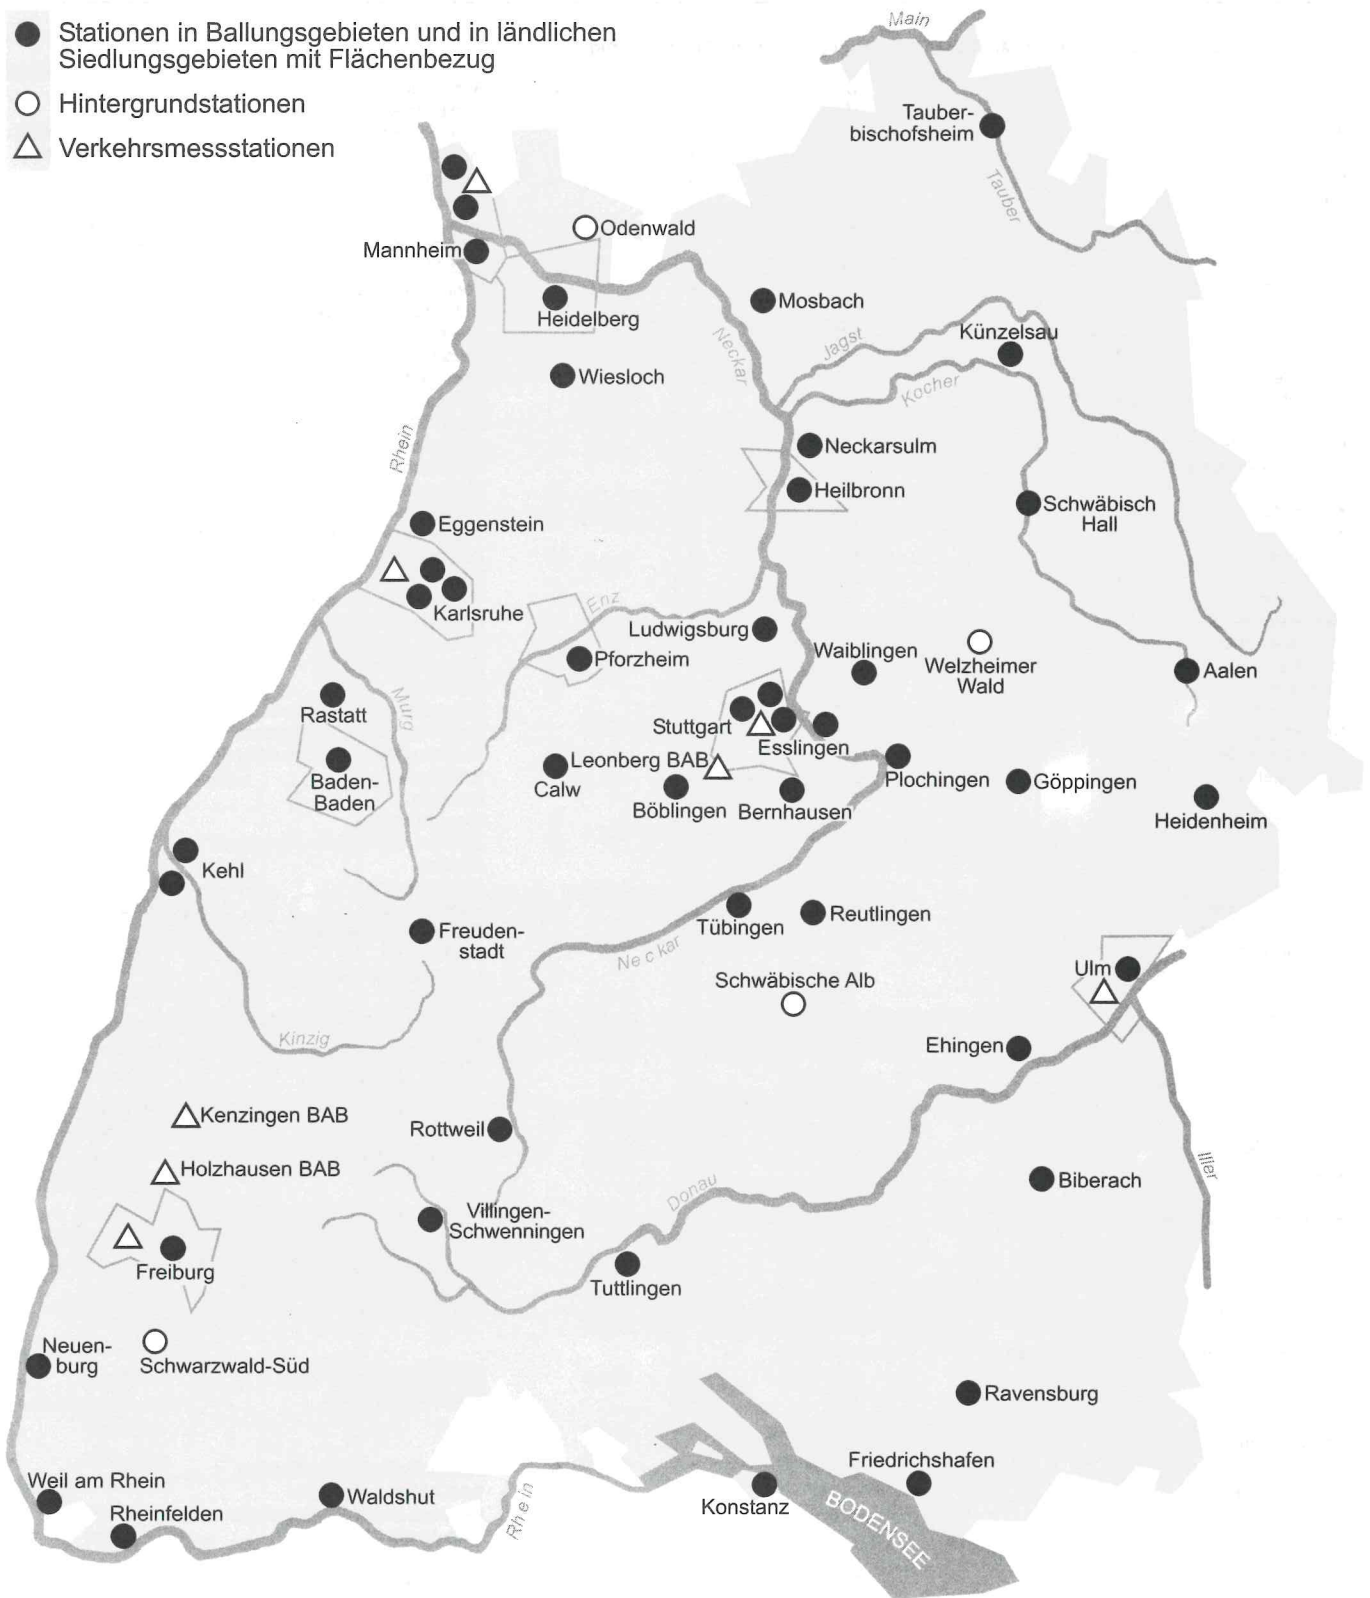 Stationen in Ballungsgebieten und in ländlichen
Siedlungsgebieten mit Flächenbezug
Hintergrundstationen
Verkehrsmessstationen
Main
Tauber-
bischofsheim
Tauber
Odenwald
Mannheim
Heidelberg
Mosbach
Künzelsau
Neckar
Jagst
Kocher
Wiesloch
Rhein
Neckarsulm
Heilbronn
Schwäbisch
Hall
Eggenstein
Karlsruhe
Enz
Ludwigsburg
Pforzheim
Waiblingen
Welzheimer
Wald
Aalen
Rastatt
Murg
Stuttgart
Esslingen
Baden-
Baden
Leonberg BAB
Calw
Böblingen
Bernhausen
Plochingen
Göppingen
Heidenheim
Kehl
Freuden-
stadt
Tübingen
Reutlingen
Neckar
Schwäbische Alb
Ulm
Kinzig
Ehingen
Kenzingen BAB
Rottweil
Holzhausen BAB
Donau
Biberach
Iller
Villingen-
Schwenningen
Freiburg
Tuttlingen
Neuen-
burg
Schwarzwald-Süd
Ravensburg
Friedrichshafen
Weil am Rhein
Rheinfelden
Waldshut
Rhein
Konstanz
BODENSEE